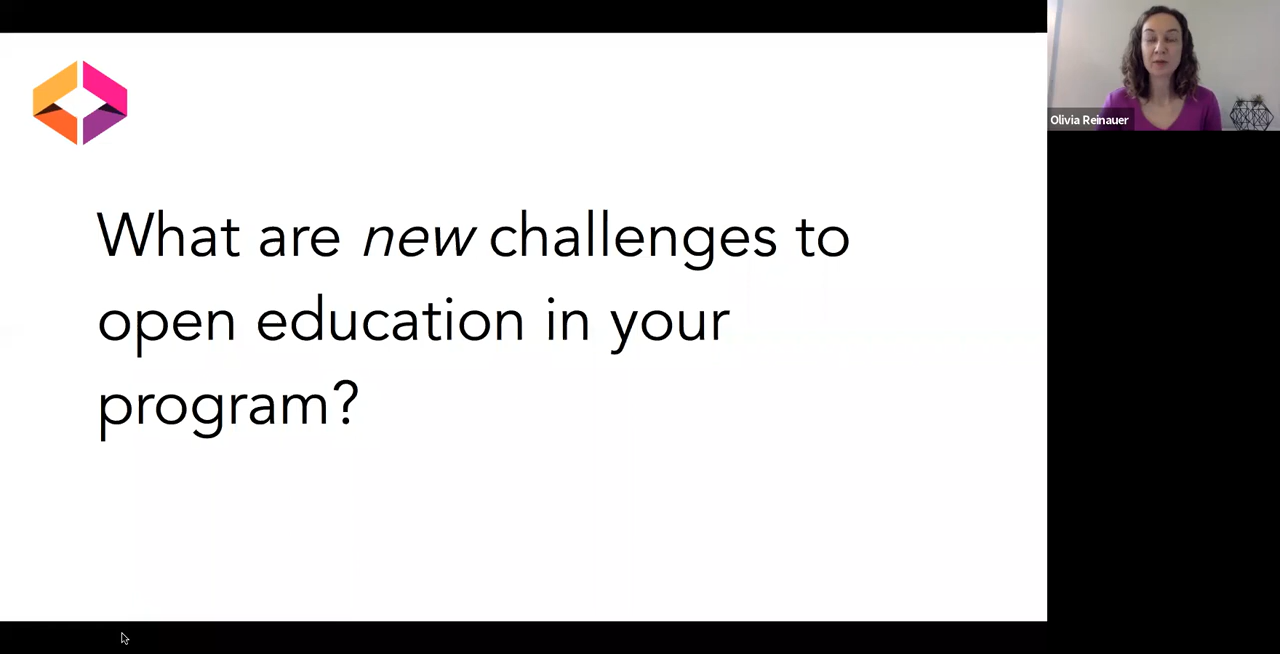 What are new challenges to
open education in your
program?
Olivia Reinauer